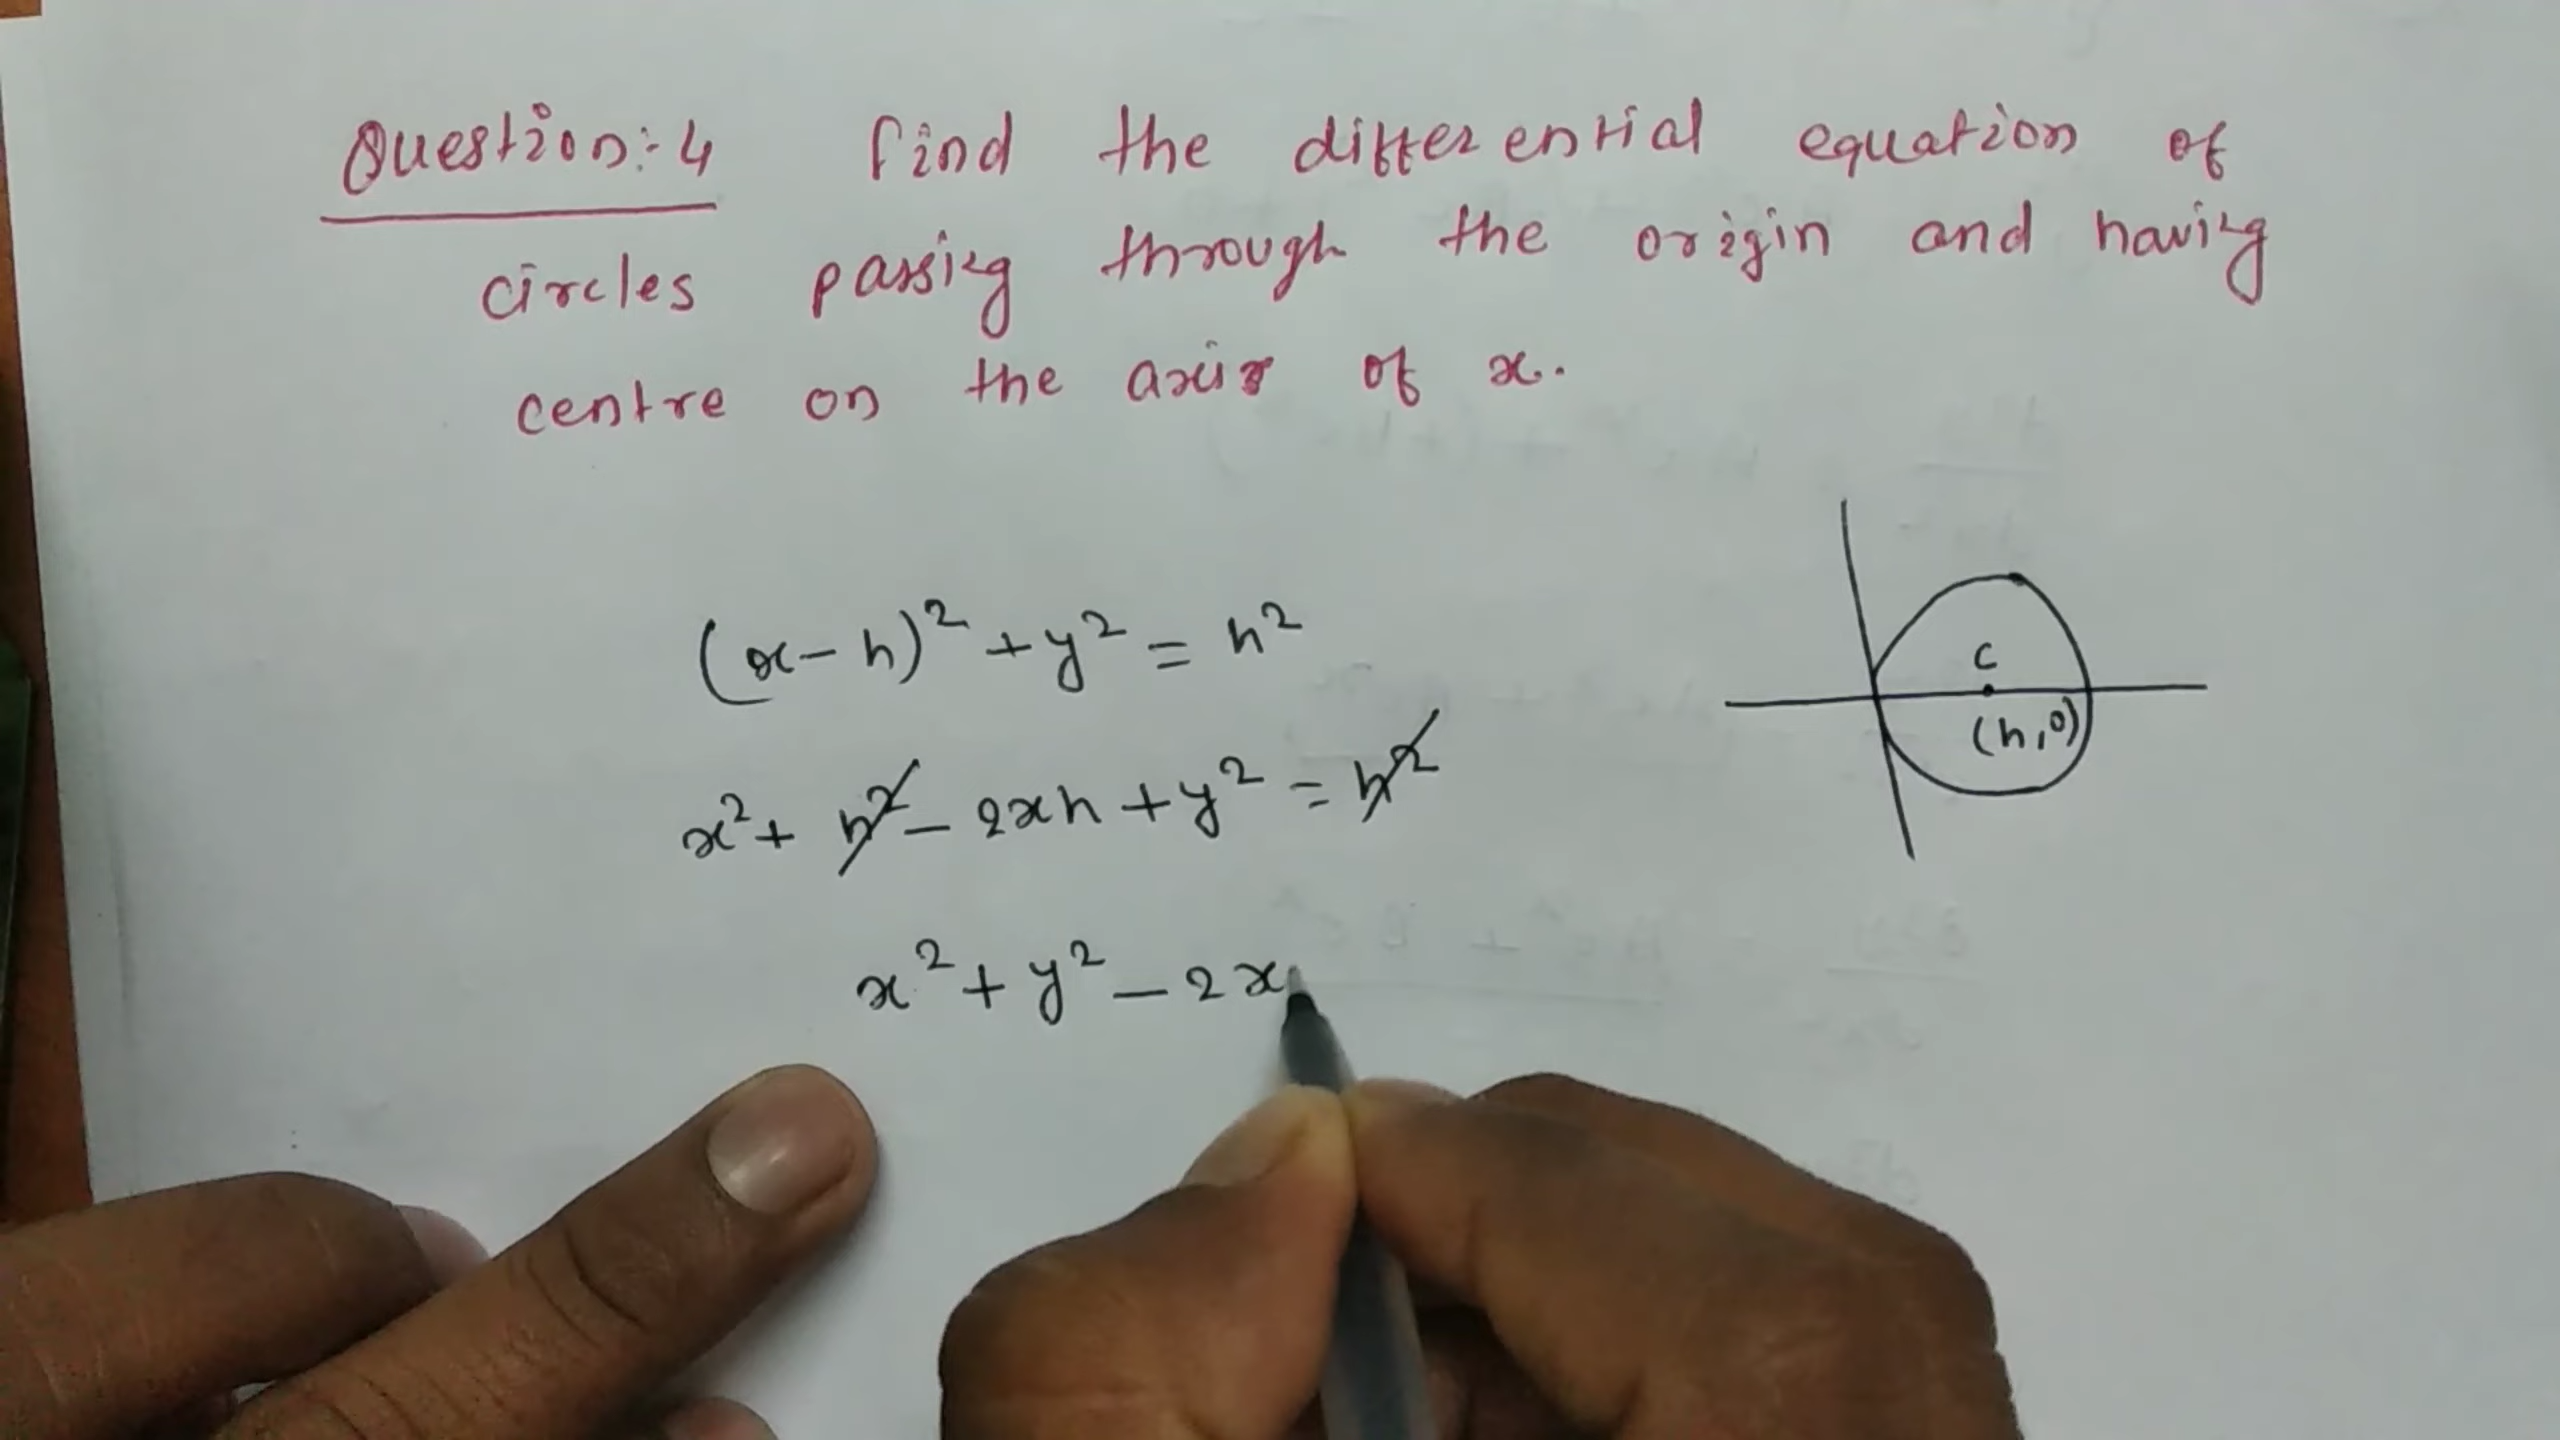 Question:- 4 Find the differential equation of
circles passing through the origin and having
centre on the axis of x.
(x-h)² + y² = h²
C
(h,0)
x² + h² - 2xh + y² = h²
x² + y² - 2x